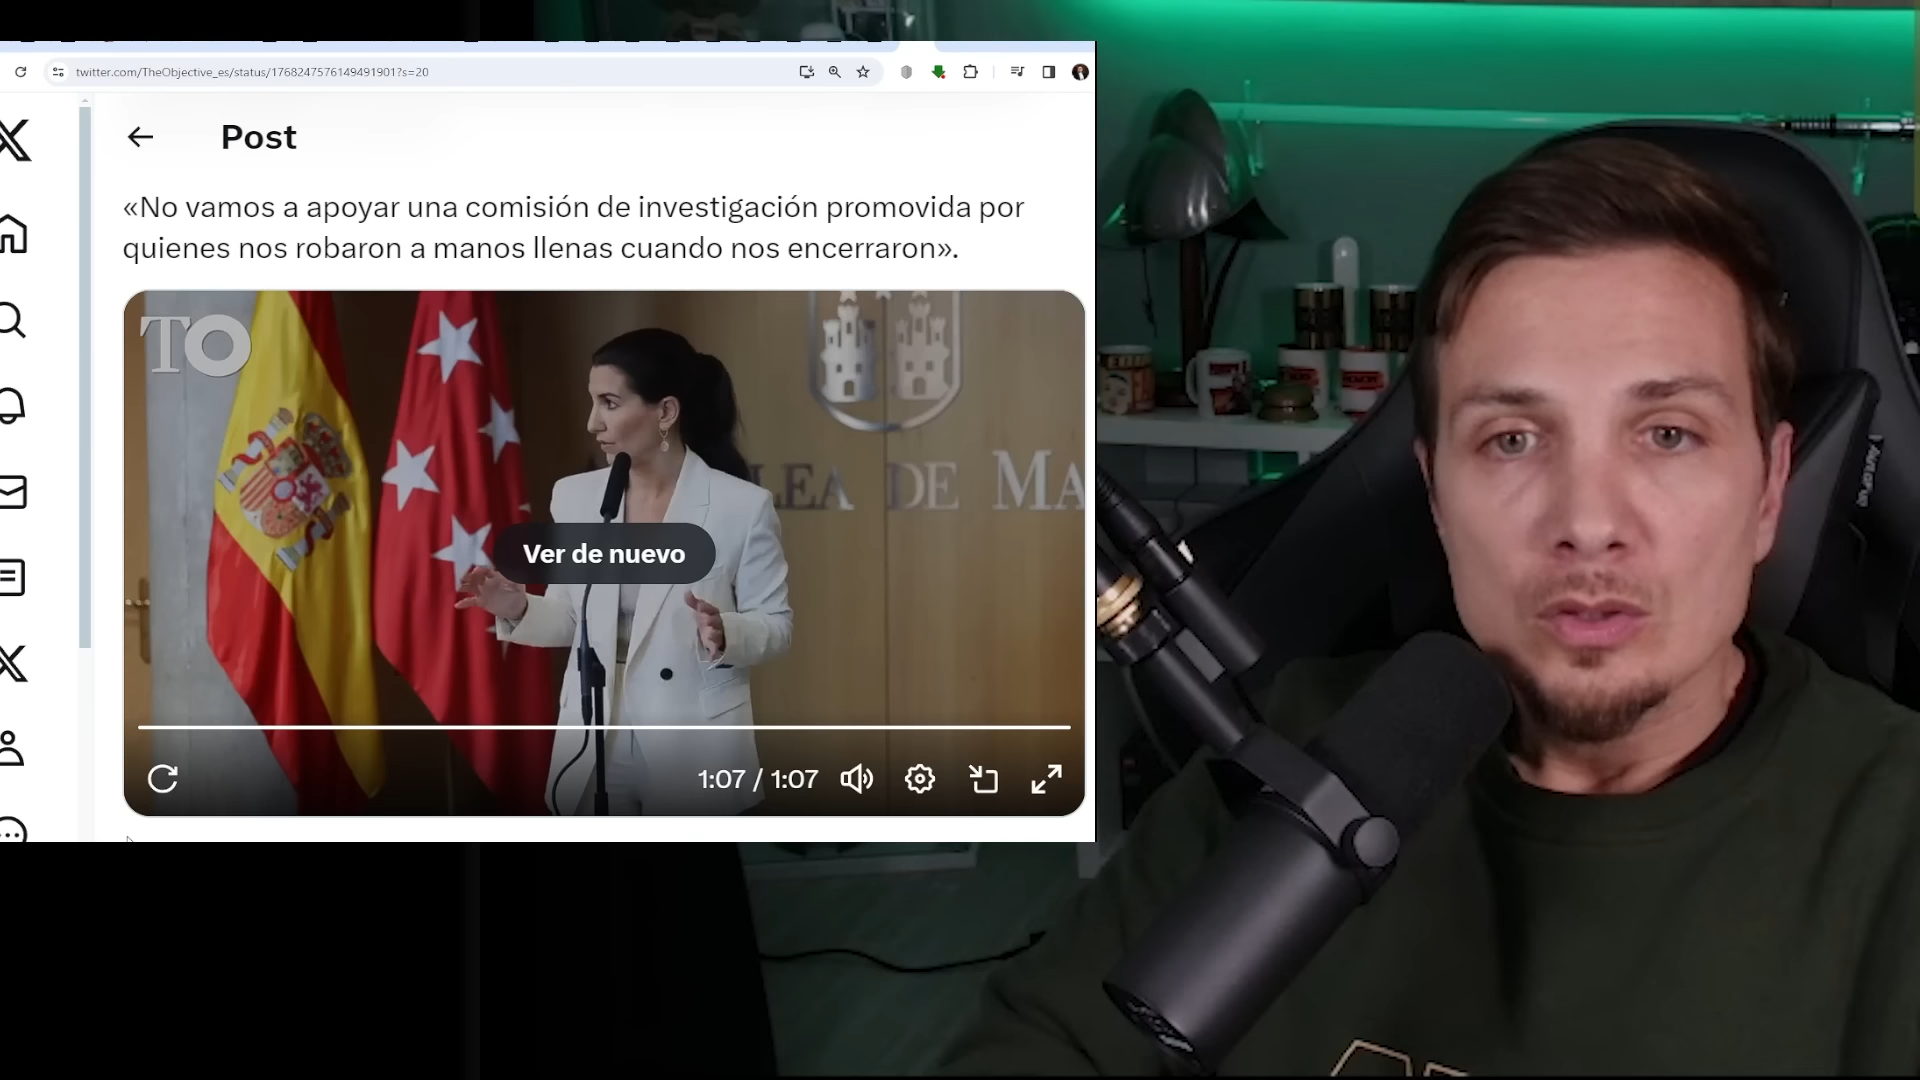 twitter.com/TheObjective_es/status/1768247576149491901?s=20
Post
«No vamos a apoyar una comisión de investigación promovida por
quienes nos robaron a manos llenas cuando nos encerraron».
TO
DE MA
Ver de nuevo
1:07 / 1:07